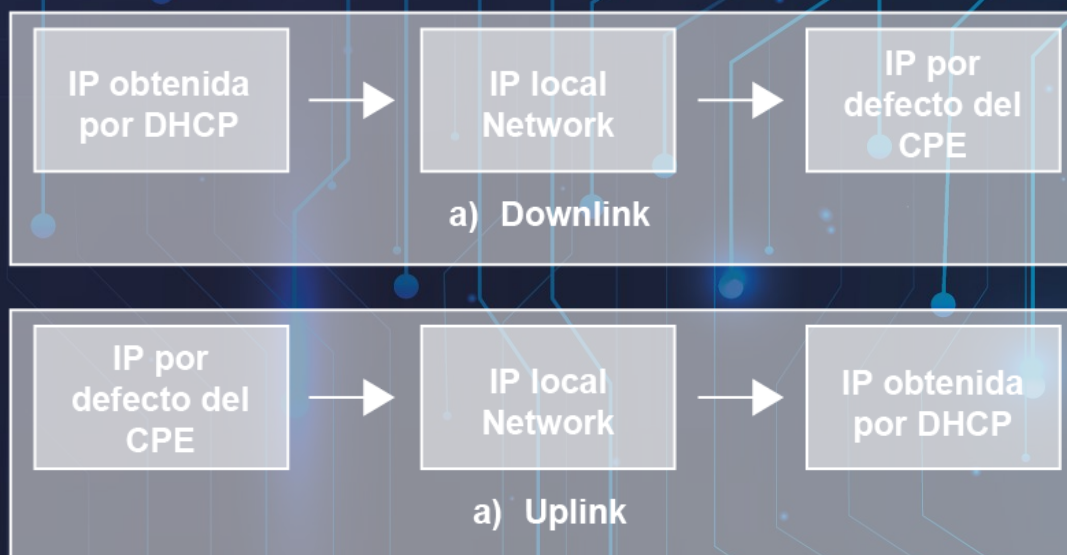 IP obtenida
por DHCP
IP local
Network
IP por
defecto del
CPE
a) Downlink
IP por
defecto del
CPE
IP local
Network
IP obtenida
por DHCP
a) Uplink